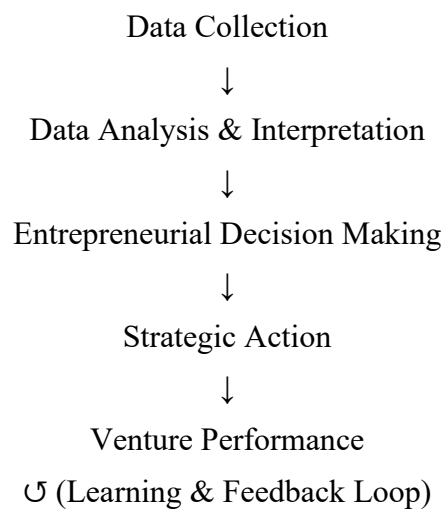 Data Collection
↓
Data Analysis & Interpretation
↓
Entrepreneurial Decision Making
↓
Strategic Action
↓
Venture Performance
↺ (Learning & Feedback Loop)